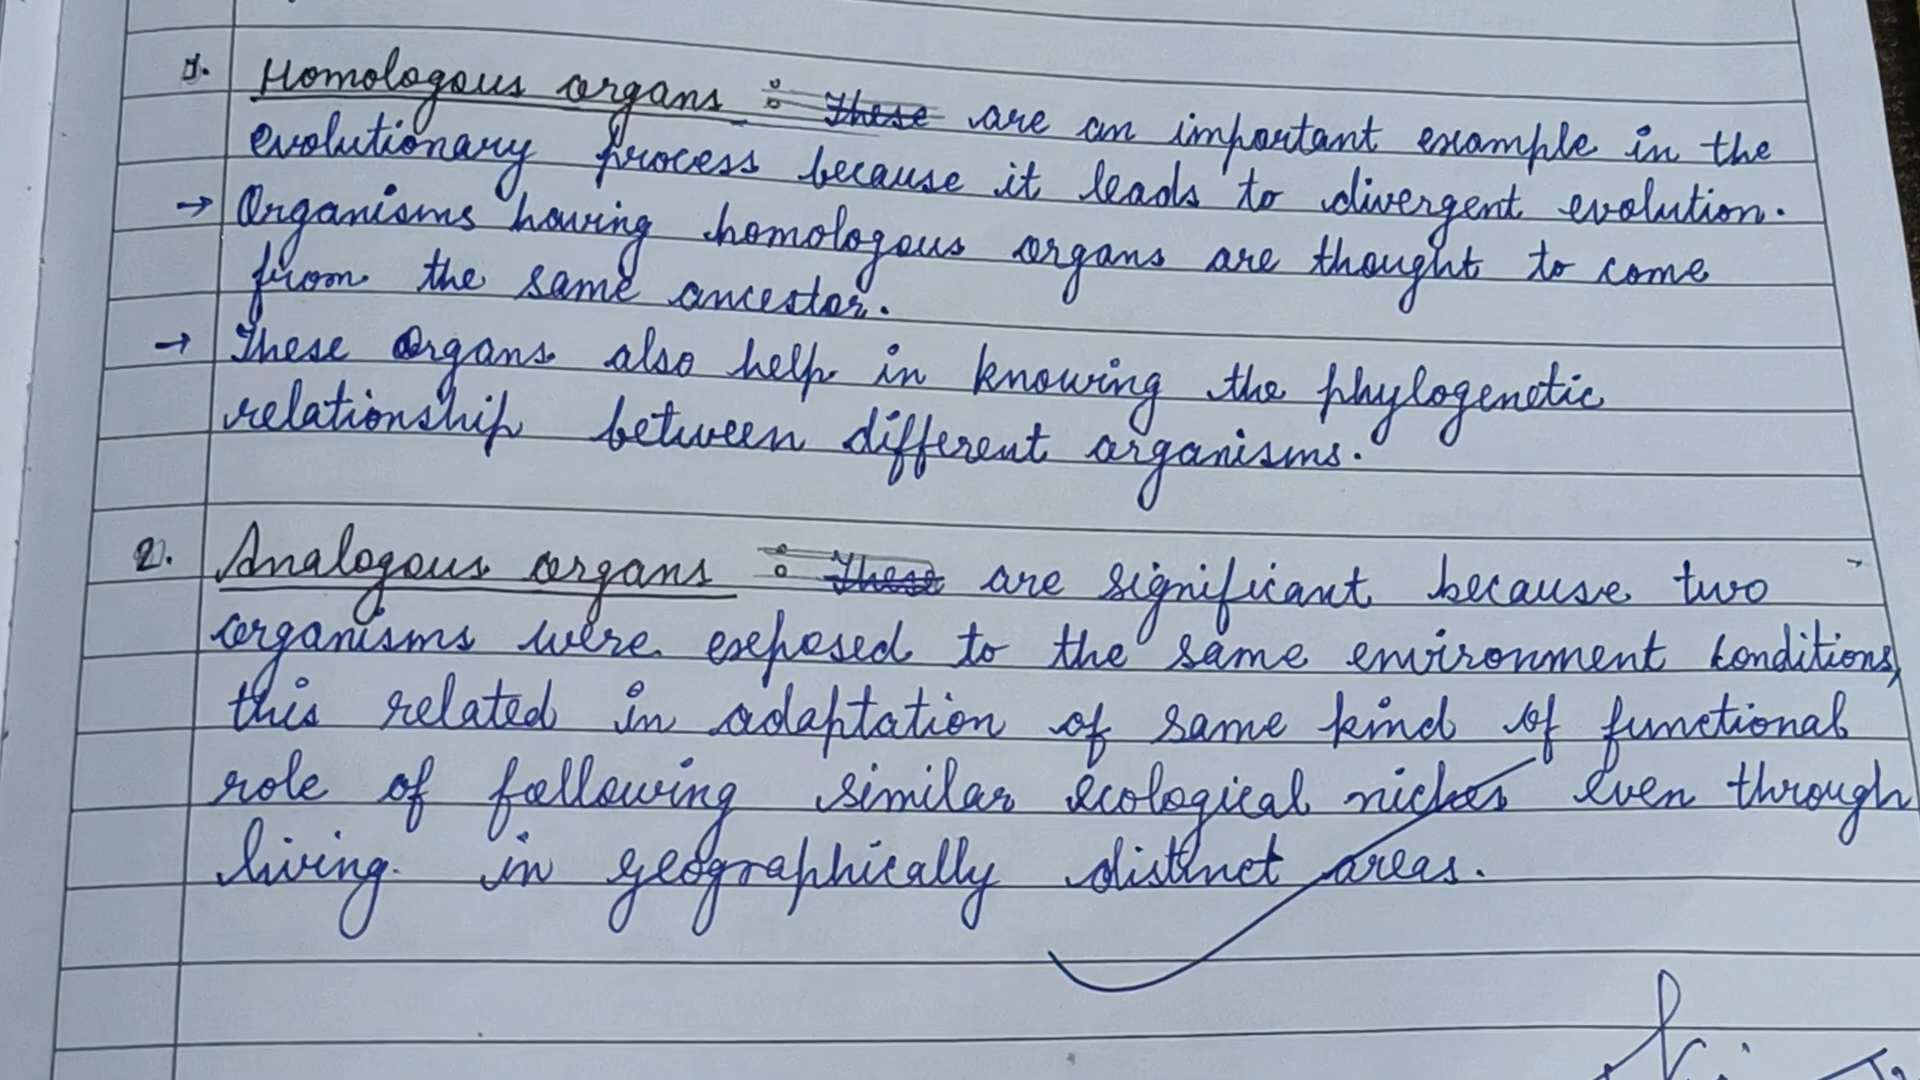 1. Homologous organs : These are an important example in the
evolutionary process because it leads to divergent evolution.
→ Organisms having homologous organs are thought to come
from the same ancestor.
→ These organs also help in knowing the phylogenetic
relationship between different organisms.
2. Analogous organs : These are significant because two
organisms were exposed to the same environment conditions,
this related in adaptation of same kind of functional
role of following similar ecological niches even through
living in geographically distinct areas.